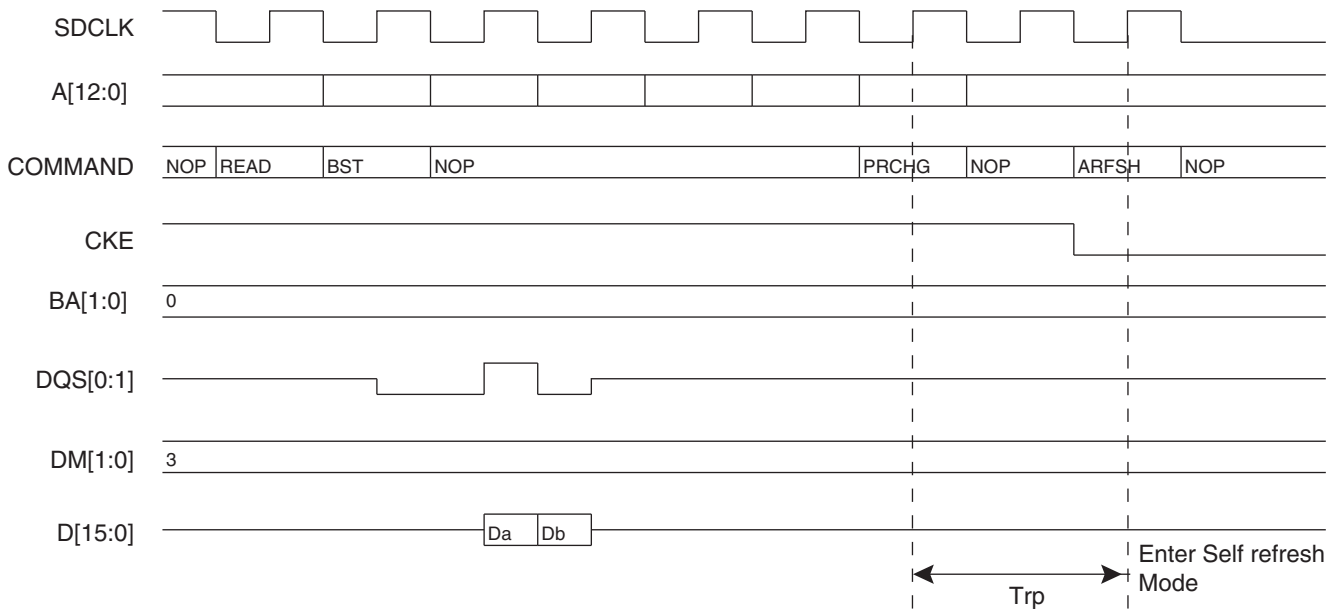 SDCLK
A[12:0]
COMMAND NOP READ BST NOP PRCHG NOP ARFSH NOP
CKE
BA[1:0] 0
DQS[0:1]
DM[1:0] 3
D[15:0] Da Db
Enter Self refresh
Mode
Trp